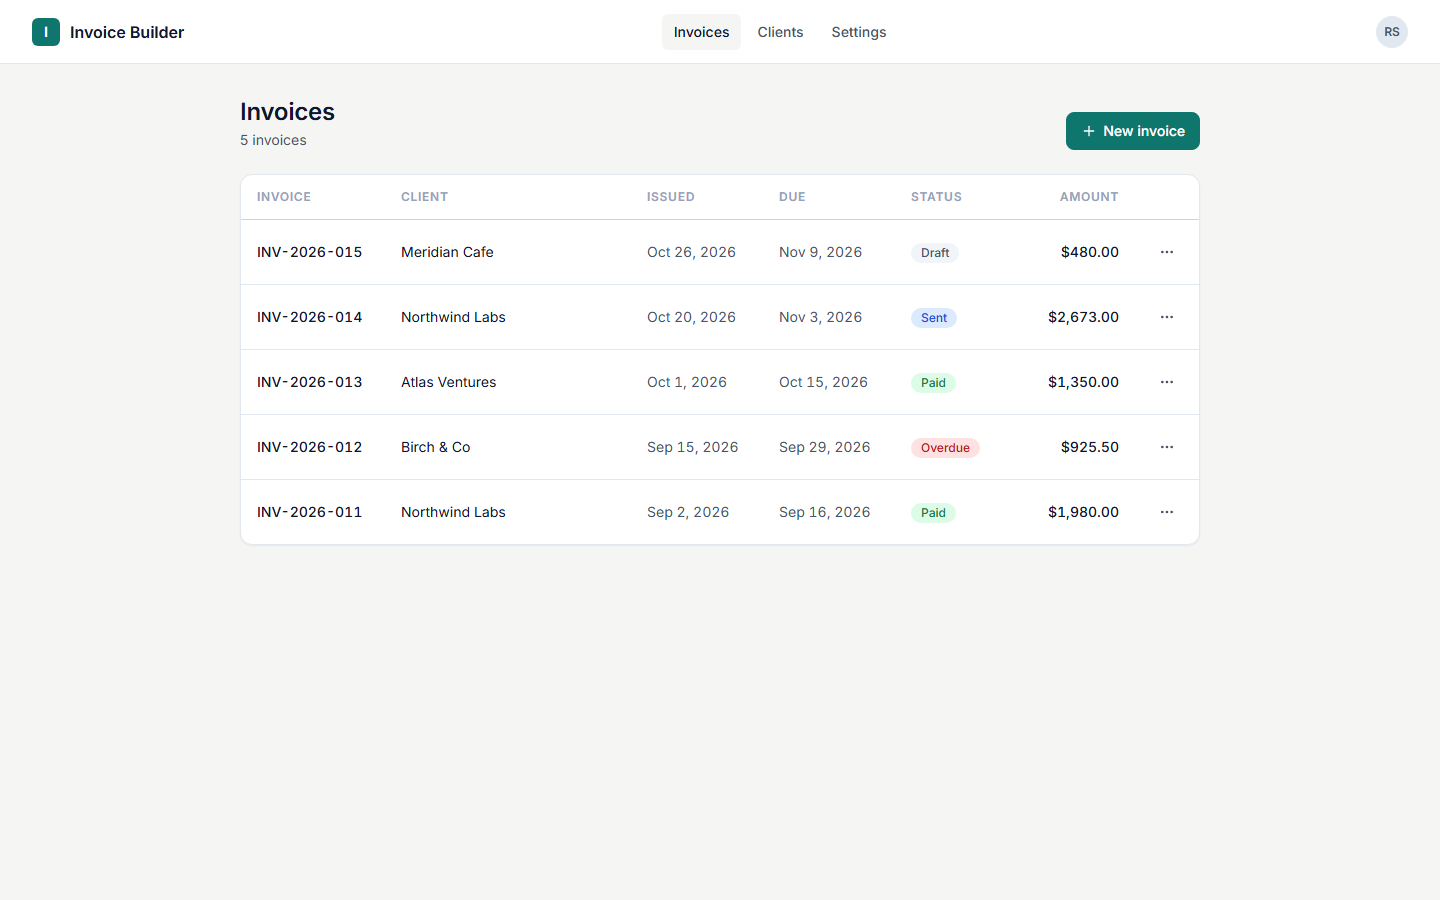 I Invoice Builder Invoices Clients Settings RS
Invoices
5 invoices
+ New invoice
INVOICE CLIENT ISSUED DUE STATUS AMOUNT
INV-2026-015 Meridian Cafe Oct 26, 2026 Nov 9, 2026 Draft $480.00 ···
INV-2026-014 Northwind Labs Oct 20, 2026 Nov 3, 2026 Sent $2,673.00 ···
INV-2026-013 Atlas Ventures Oct 1, 2026 Oct 15, 2026 Paid $1,350.00 ···
INV-2026-012 Birch & Co Sep 15, 2026 Sep 29, 2026 Overdue $925.50 ···
INV-2026-011 Northwind Labs Sep 2, 2026 Sep 16, 2026 Paid $1,980.00 ···